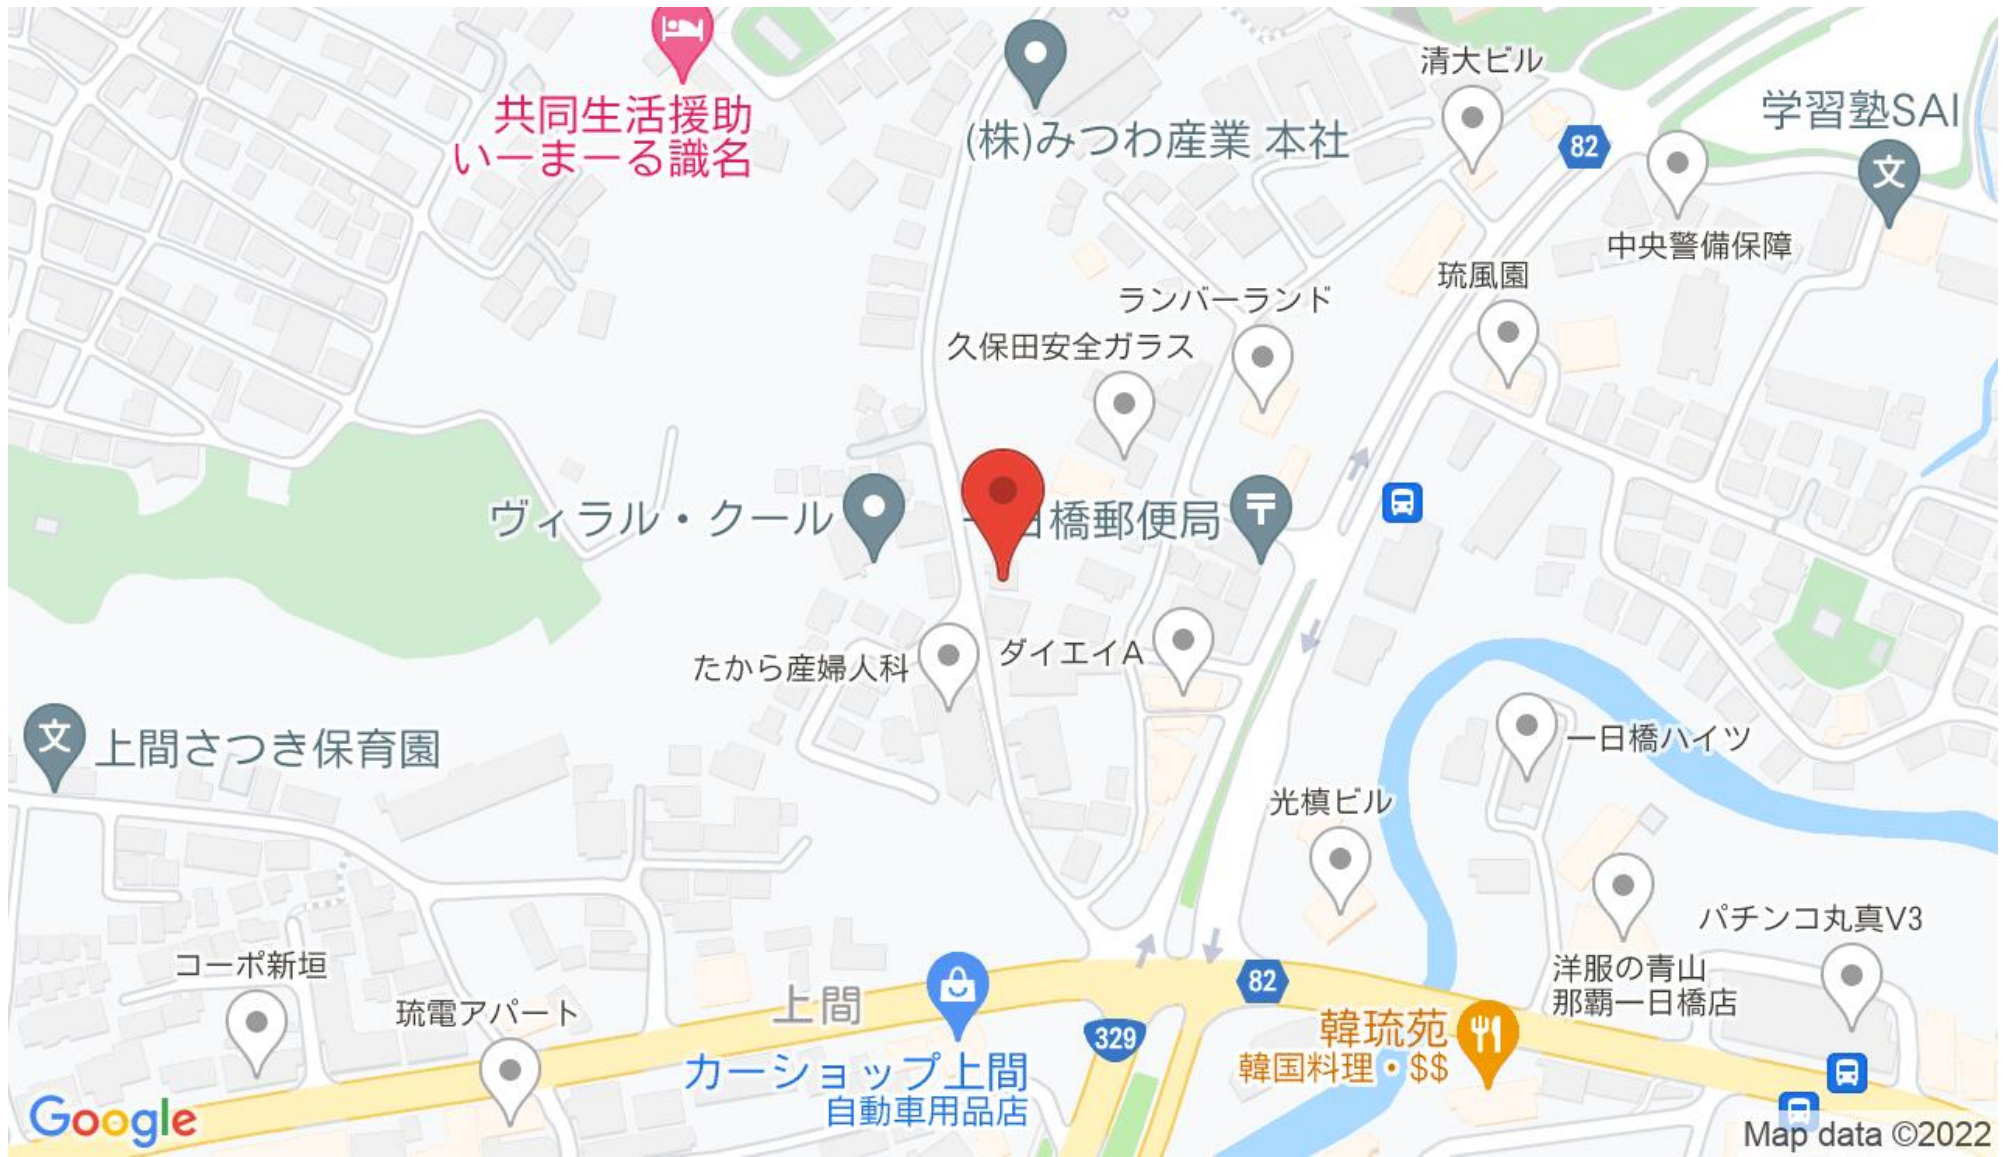 清大ビル
学習塾SAI
共同生活援助
いーまーる識名
(株)みつわ産業 本社
82
文
中央警備保障
琉風園
ランバーランド
久保田安全ガラス
ヴィラル・クール
日橋郵便局
〒
たから産婦人科
ダイエイA
文
上間さつき保育園
一日橋ハイツ
光槙ビル
パチンコ丸真V3
コーポ新垣
洋服の青山
那覇一日橋店
上間
82
琉電アパート
329
韓琉苑
韓国料理・$$
カーショップ上間
自動車用品店
Google
Map data ©2022